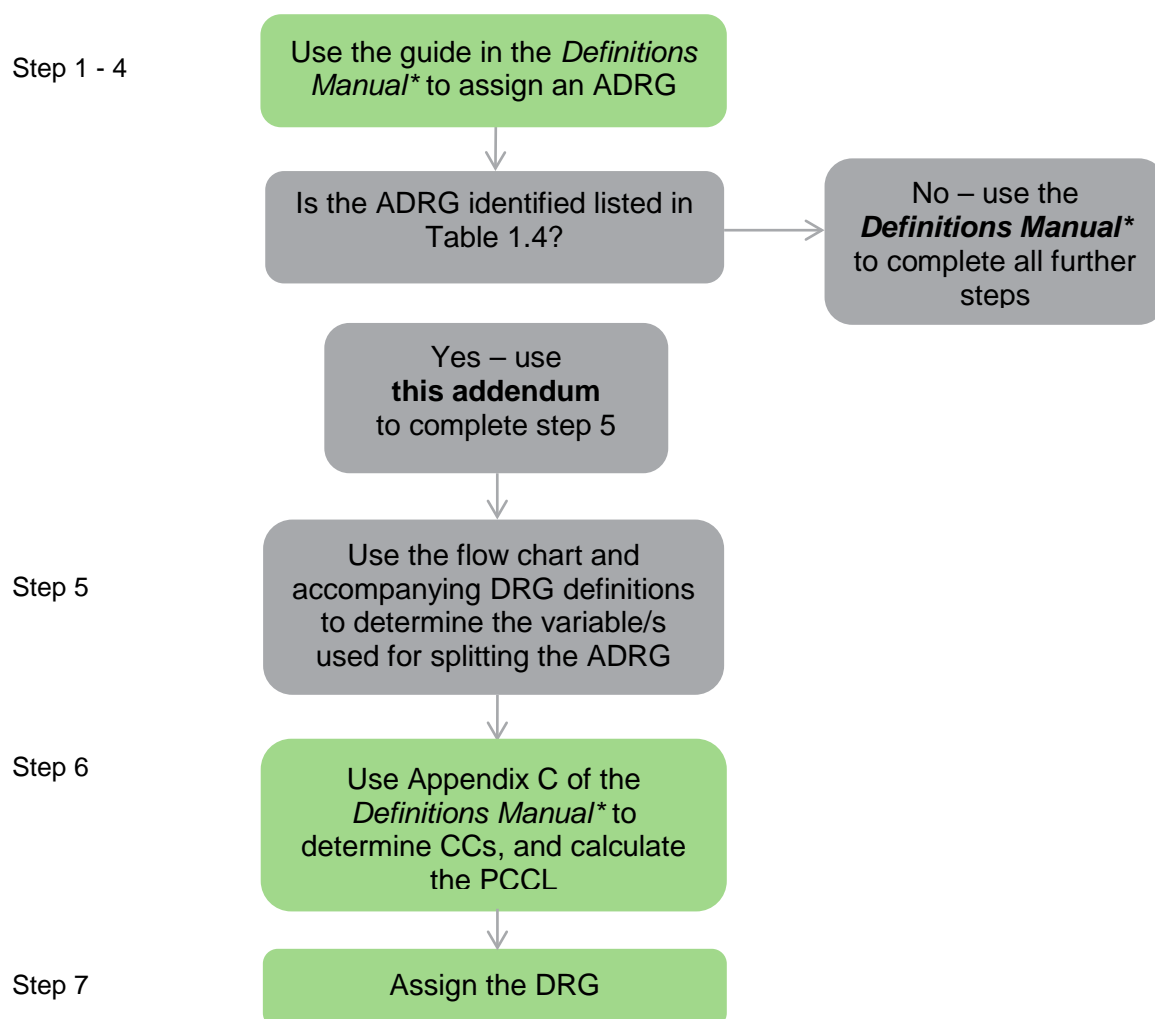 Step 1 - 4
Use the guide in the Definitions
Manual* to assign an ADRG
Is the ADRG identified listed in
Table 1.4?
No – use the
Definitions Manual*
to complete all further
steps
Yes – use
this addendum
to complete step 5
Step 5
Use the flow chart and
accompanying DRG definitions
to determine the variable/s
used for splitting the ADRG
Step 6
Use Appendix C of the
Definitions Manual* to
determine CCs, and calculate
the PCCL
Step 7
Assign the DRG